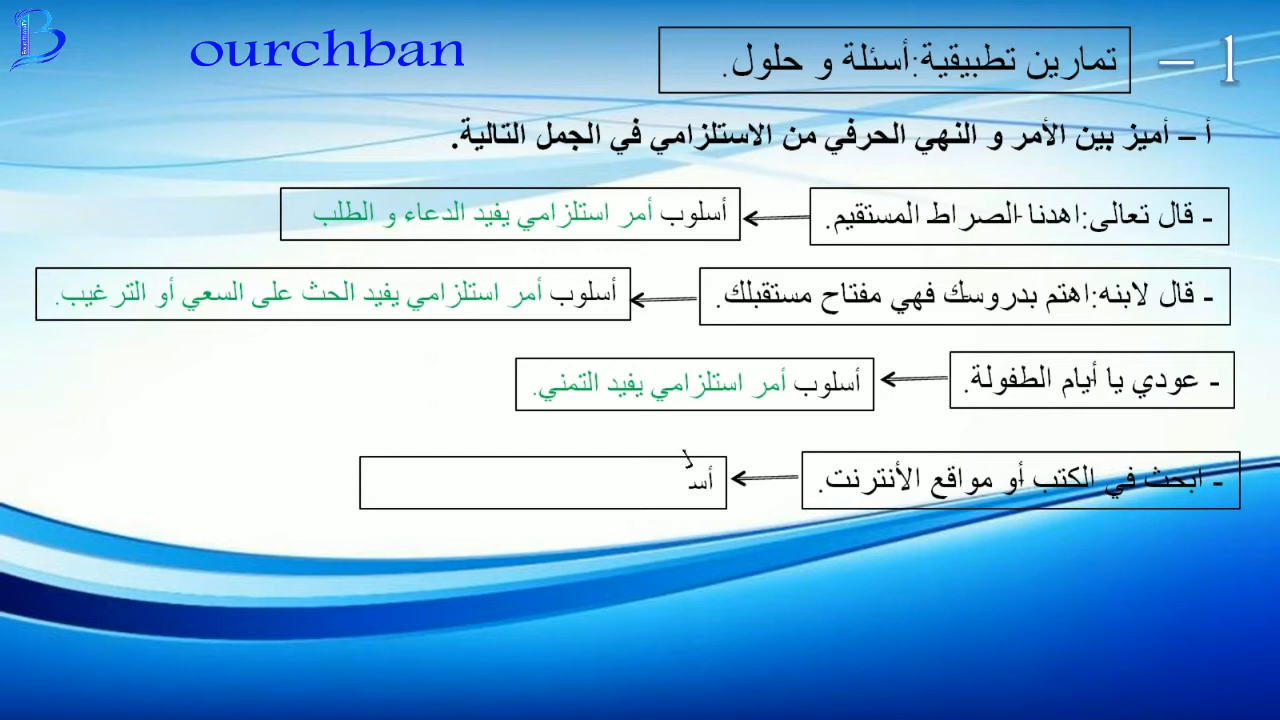 ourchban
1 – تمارين تطبيقية:أسئلة و حلول.
أ – أميز بين الأمر و النهي الحرفي من الاستلزامي في الجمل التالية.
- قال تعالى:اهدنا الصراط المستقيم. أسلوب أمر استلزامي يفيد الدعاء و الطلب
- قال لابنه:اهتم بدروسك فهي مفتاح مستقبلك. أسلوب أمر استلزامي يفيد الحث على السعي أو الترغيب.
- عودي يا أيام الطفولة. أسلوب أمر استلزامي يفيد التمني.
- ابحث في الكتب أو مواقع الأنترنت. أسلـ